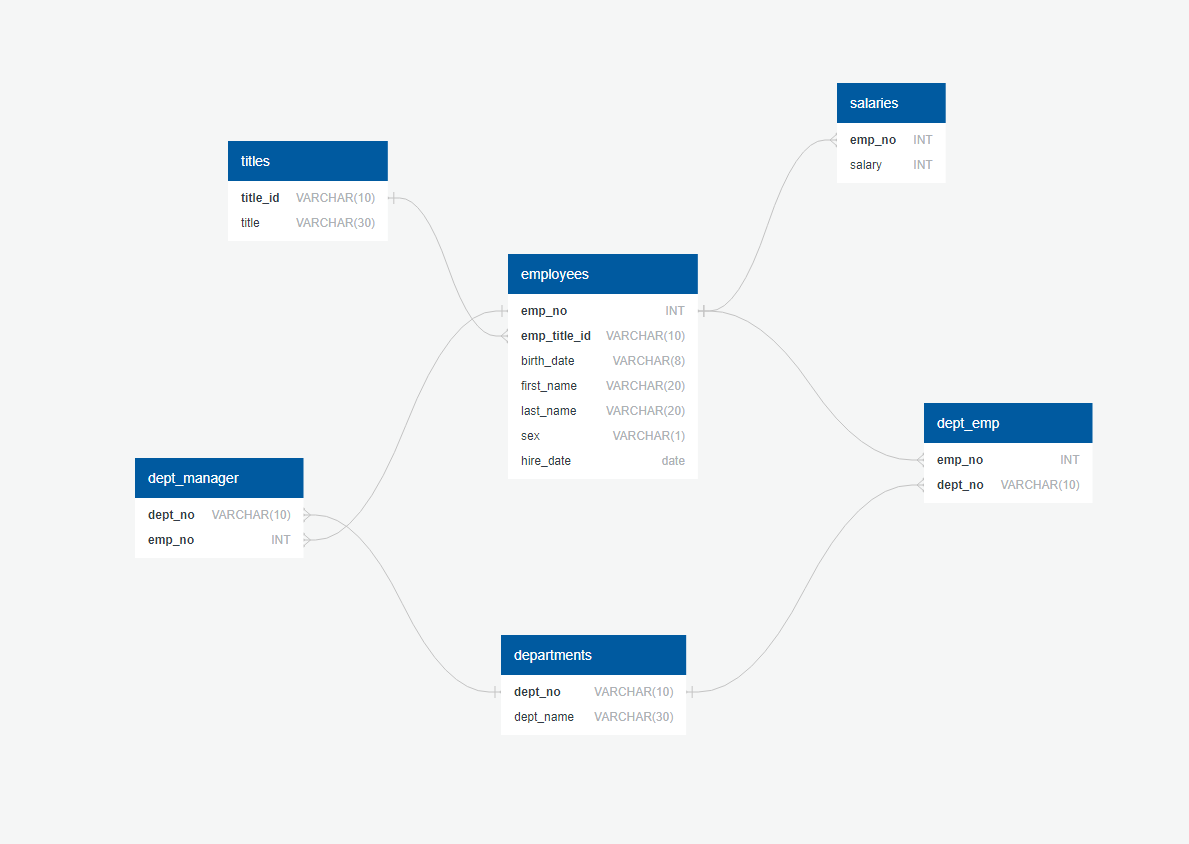 salaries
emp_no INT
salary INT
titles
title_id VARCHAR(10)
title VARCHAR(30)
employees
emp_no INT
emp_title_id VARCHAR(10)
birth_date VARCHAR(8)
first_name VARCHAR(20)
last_name VARCHAR(20)
sex VARCHAR(1)
hire_date date
dept_emp
emp_no INT
dept_no VARCHAR(10)
dept_manager
dept_no VARCHAR(10)
emp_no INT
departments
dept_no VARCHAR(10)
dept_name VARCHAR(30)